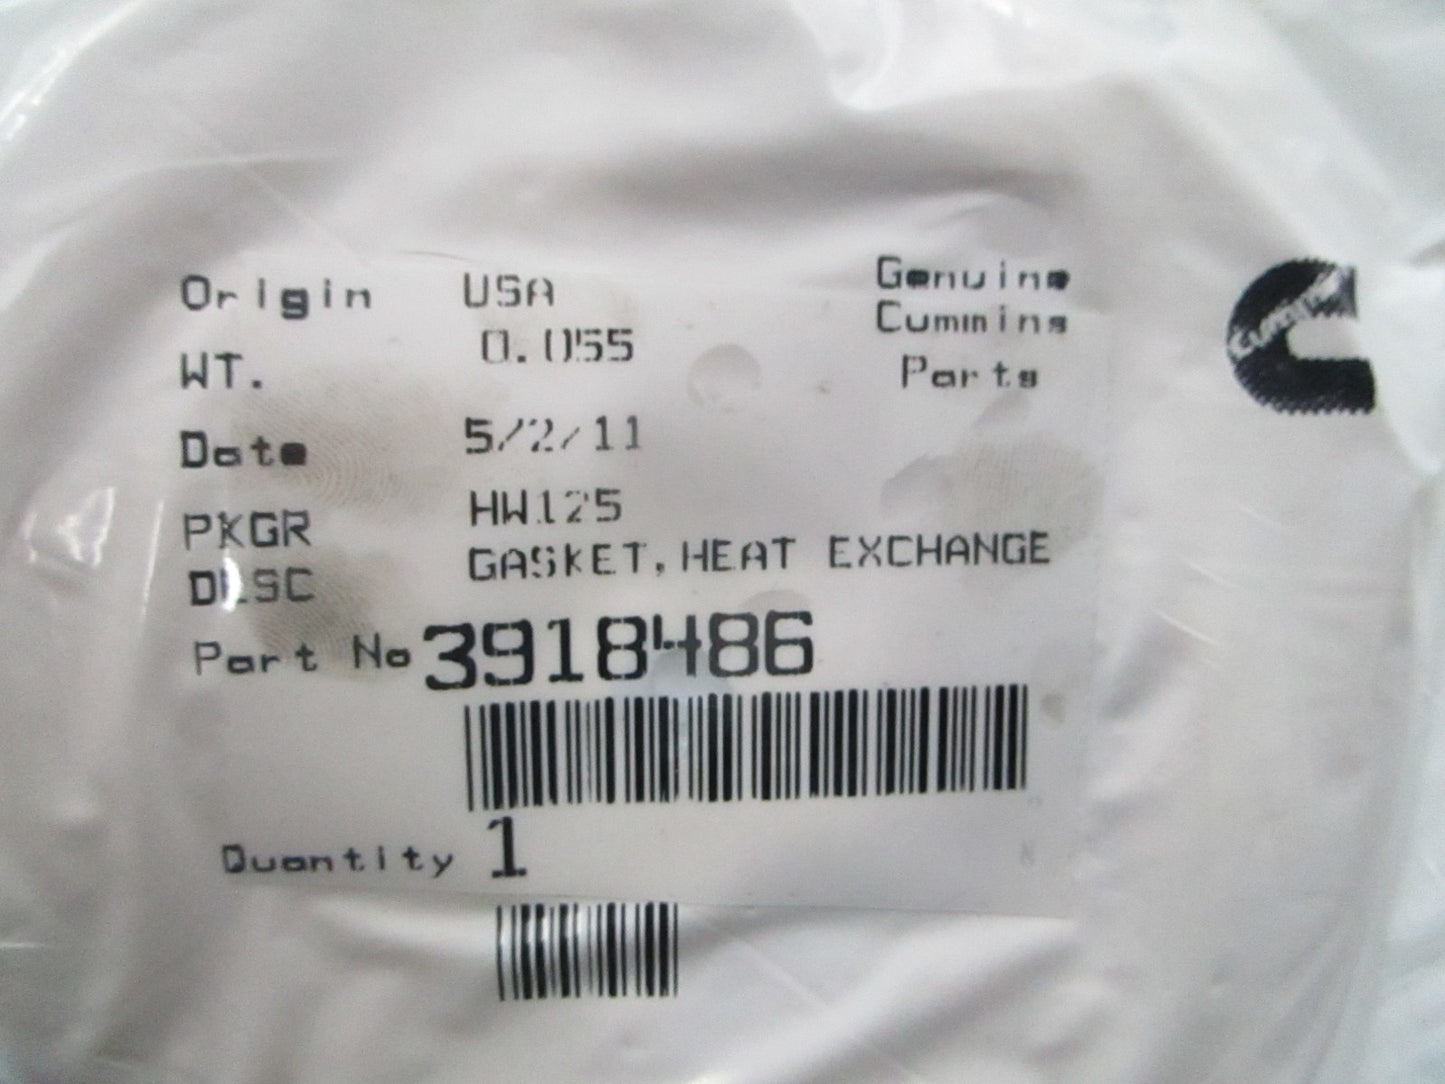 Origin USA
WT. 0.055
Date 5/2/11
PKGR HW125
DESC GASKET, HEAT EXCHANGE
Part No 3918486
Quantity 1
Genuine
Cummins
Parts
Cummins